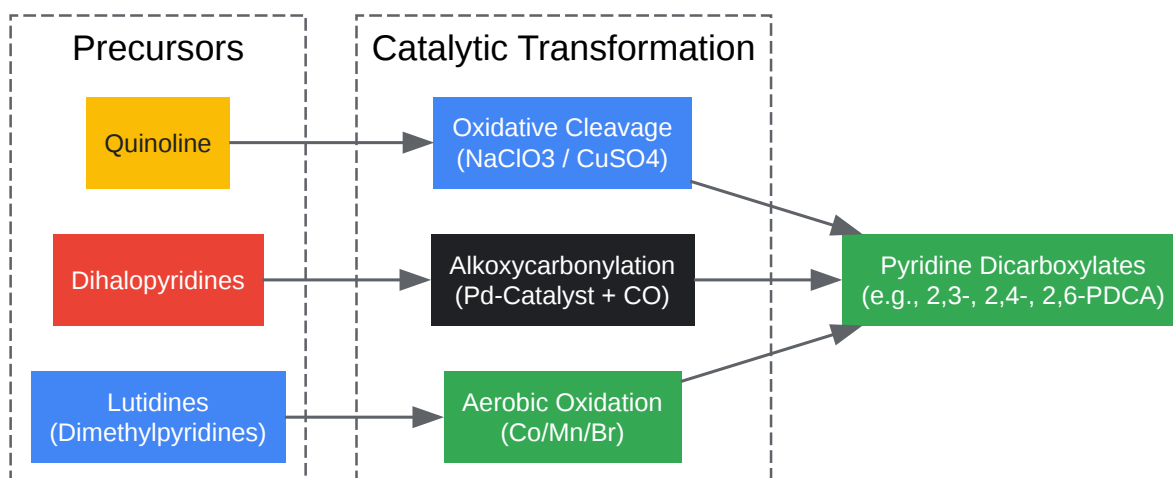 Precursors
Catalytic Transformation
Quinoline
Oxidative Cleavage
(NaClO3 / CuSO4)
Dihalopyridines
Alkoxycarbonylation
(Pd-Catalyst + CO)
Pyridine Dicarboxylates
(e.g., 2,3-, 2,4-, 2,6-PDCA)
Lutidines
(Dimethylpyridines)
Aerobic Oxidation
(Co/Mn/Br)